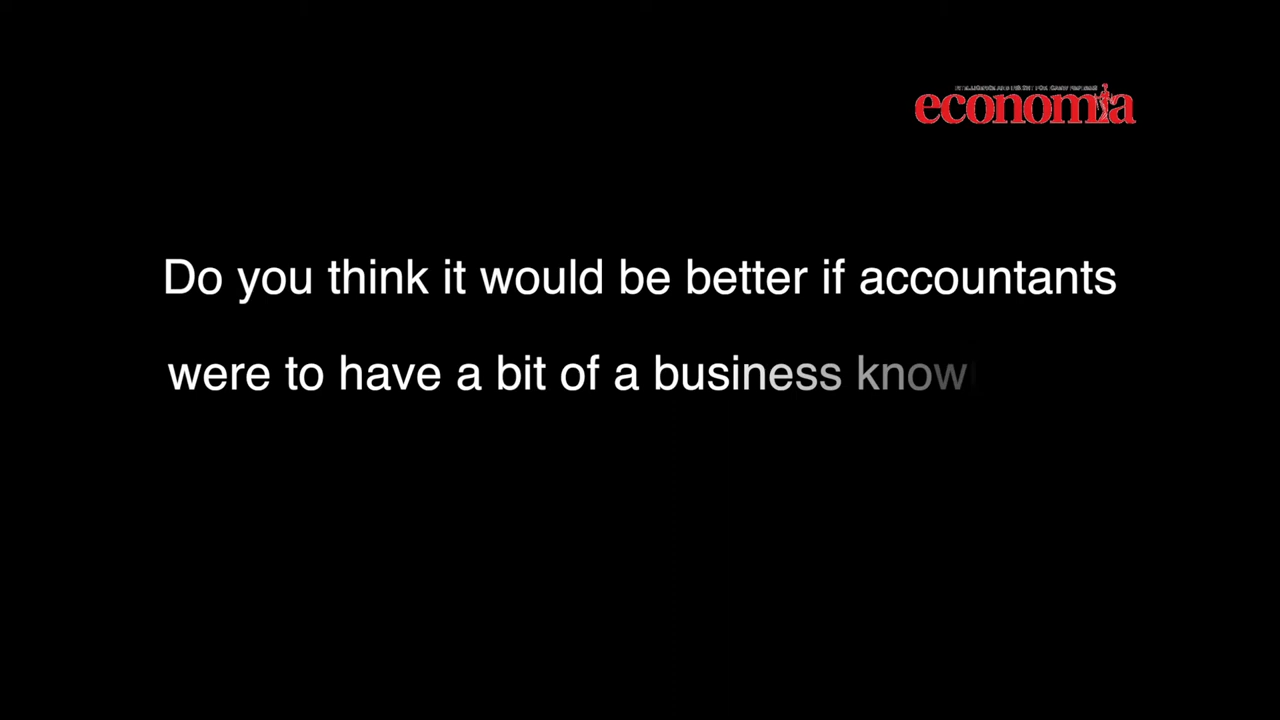 economia
Do you think it would be better if accountants
were to have a bit of a business know